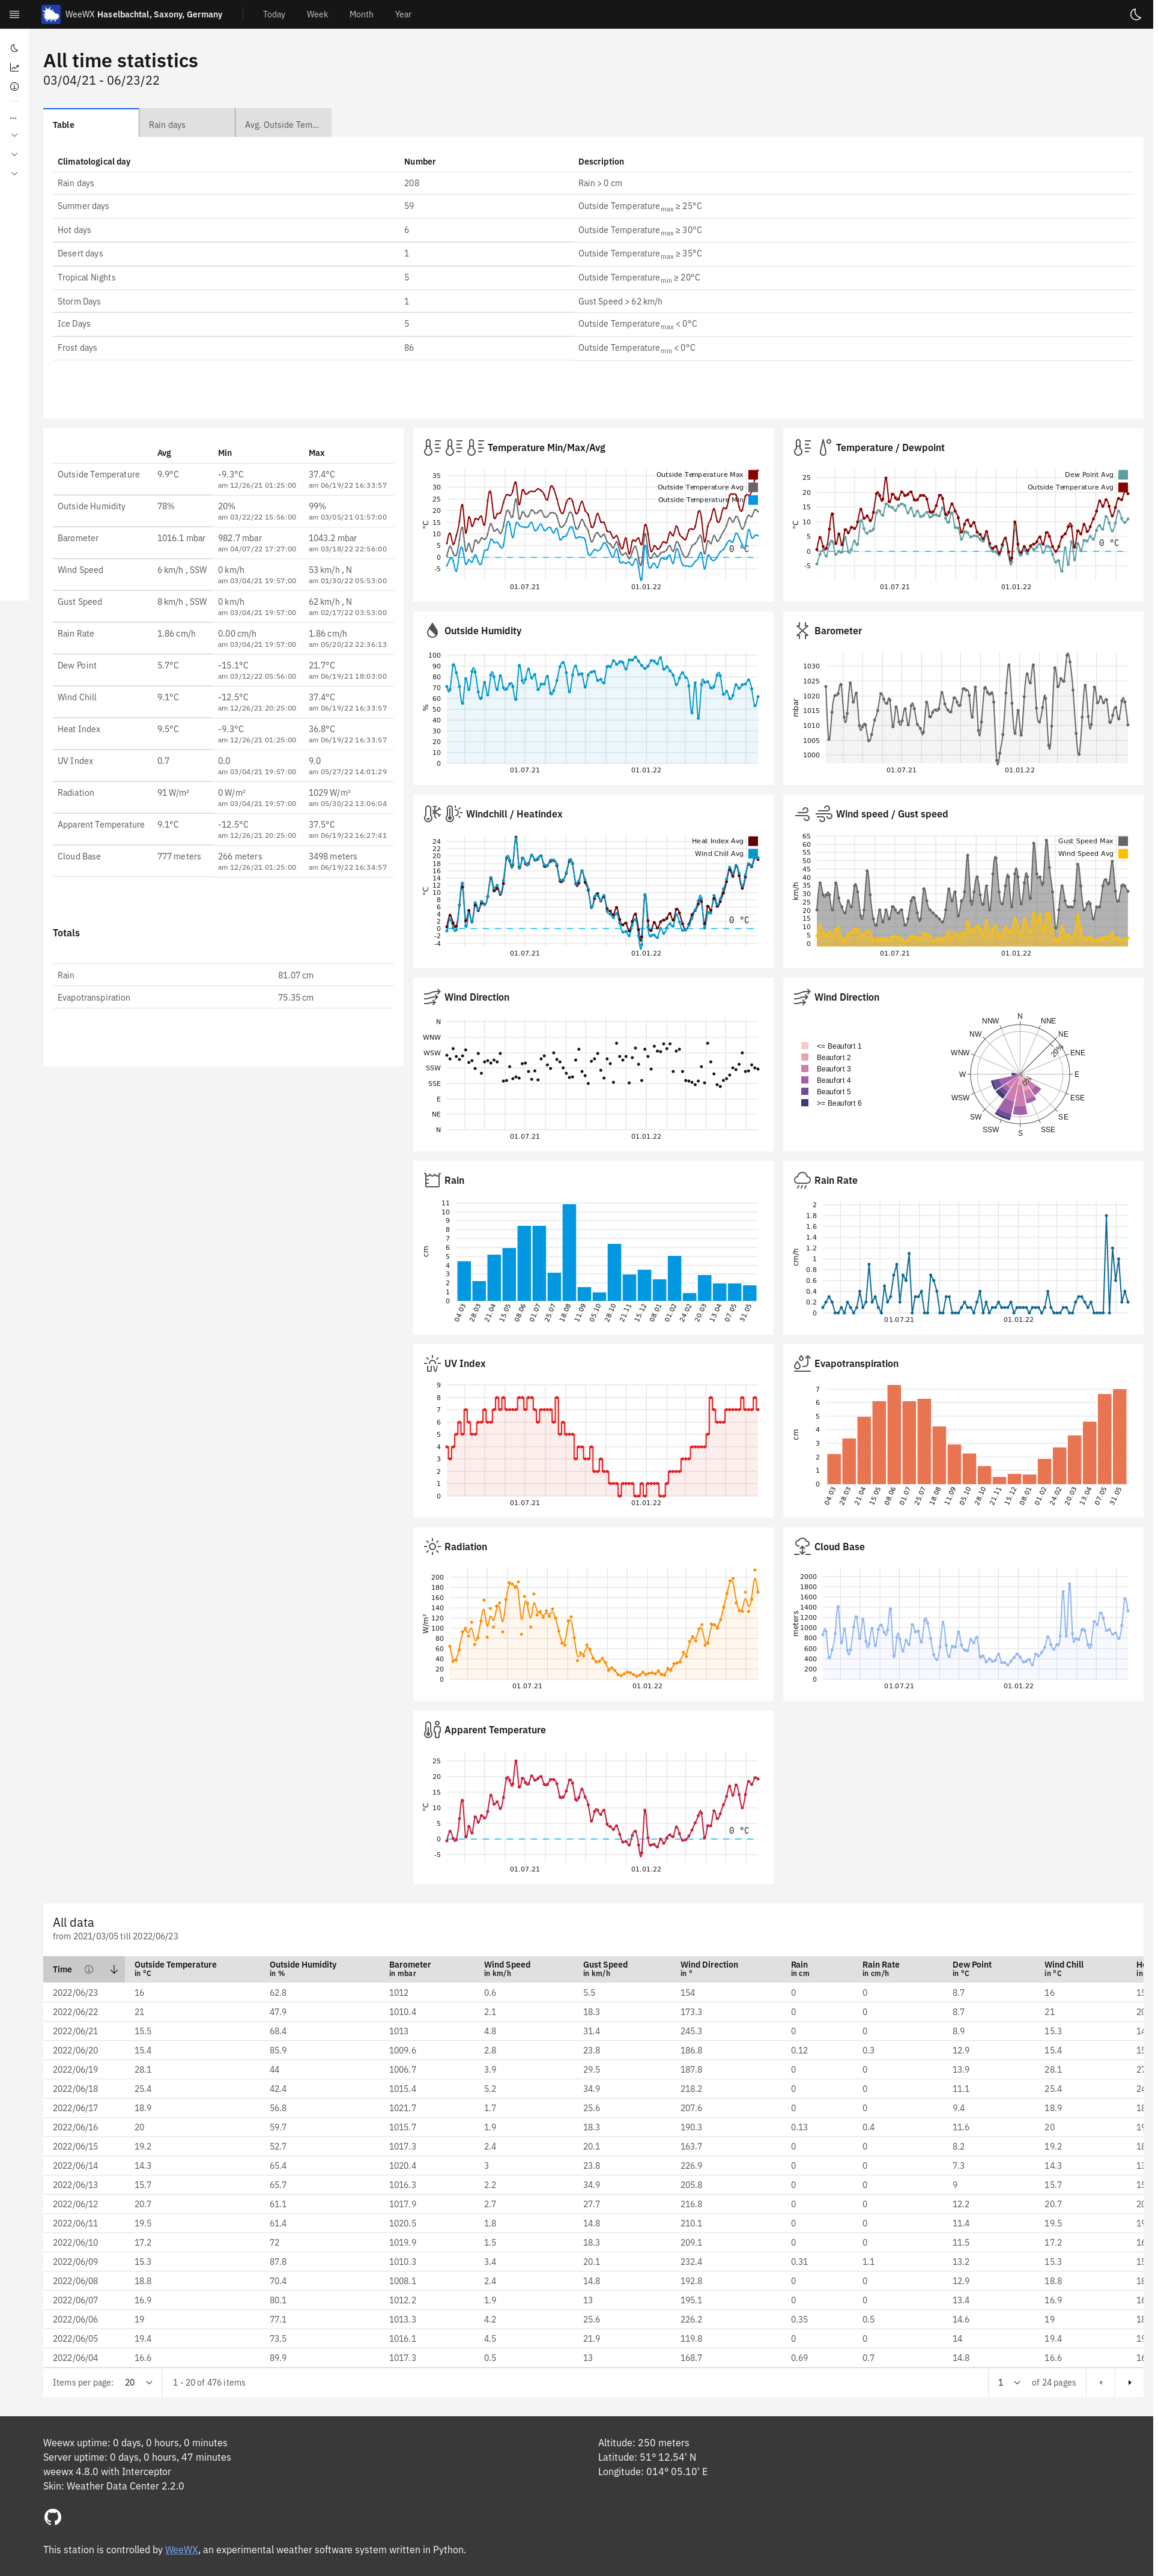 WeeWX Haselbachtal, Saxony, Germany Today Week Month Year
All time statistics
03/04/21 - 06/23/22
Table Rain days Avg. Outside Tem...
Climatological day Number Description
Rain days 208 Rain > 0 cm
Summer days 59 Outside Temperature max ≥ 25°C
Hot days 6 Outside Temperature max ≥ 30°C
Desert days 1 Outside Temperature max ≥ 35°C
Tropical Nights 5 Outside Temperature min ≥ 20°C
Storm Days 1 Gust Speed > 62 km/h
Ice Days 5 Outside Temperature max < 0°C
Frost days 86 Outside Temperature min < 0°C
Avg Min Max
Outside Temperature 9.9°C -9.3°C 37.4°C
am 12/26/21 01:25:00 am 06/19/22 16:33:57
Outside Humidity 78% 20% 99%
am 03/22/22 15:56:00 am 03/05/21 01:57:00
Barometer 1016.1 mbar 982.7 mbar 1043.2 mbar
am 04/07/22 17:27:00 am 03/18/22 22:56:00
Wind Speed 6 km/h , SSW 0 km/h 53 km/h , N
am 03/04/21 19:57:00 am 01/30/22 05:53:00
Gust Speed 8 km/h , SSW 0 km/h 62 km/h , N
am 03/04/21 19:57:00 am 02/17/22 03:53:00
Rain Rate 1.86 cm/h 0.00 cm/h 1.86 cm/h
am 03/04/21 19:57:00 am 05/20/22 22:36:13
Dew Point 5.7°C -15.1°C 21.7°C
am 03/12/22 05:56:00 am 06/19/21 18:03:00
Wind Chill 9.1°C -12.5°C 37.4°C
am 12/26/21 20:25:00 am 06/19/22 16:33:57
Heat Index 9.5°C -9.3°C 36.8°C
am 12/26/21 01:25:00 am 06/19/22 16:33:57
UV Index 0.7 0.0 9.0
am 03/04/21 19:57:00 am 05/27/22 14:01:29
Radiation 91 W/m² 0 W/m² 1029 W/m²
am 03/04/21 19:57:00 am 05/30/22 13:06:04
Apparent Temperature 9.1°C -12.5°C 37.5°C
am 12/26/21 20:25:00 am 06/19/22 16:27:41
Cloud Base 777 meters 266 meters 3498 meters
am 12/26/21 01:25:00 am 06/19/22 16:34:57
Totals
Rain 81.07 cm
Evapotranspiration 75.35 cm
Temperature Min/Max/Avg
Outside Temperature Max
Outside Temperature Avg
Outside Temperature Min
°C
35
30
25
20
15
10
5
0
-5
0 °C
01.07.21 01.01.22
Temperature / Dewpoint
Dew Point Avg
Outside Temperature Avg
°C
25
20
15
10
5
0
-5
0 °C
01.07.21 01.01.22
Outside Humidity
%
100
90
80
70
60
50
40
30
20
10
0
01.07.21 01.01.22
Barometer
mbar
1030
1025
1020
1015
1010
1005
1000
01.07.21 01.01.22
Windchill / Heatindex
Heat Index Avg
Wind Chill Avg
°C
24
22
20
18
16
14
12
10
8
6
4
2
0
-2
-4
0 °C
01.07.21 01.01.22
Wind speed / Gust speed
Gust Speed Max
Wind Speed Avg
km/h
65
60
55
50
45
40
35
30
25
20
15
10
5
0
01.07.21 01.01.22
Wind Direction
N
WNW
WSW
SSW
SSE
E
NE
N
01.07.21 01.01.22
Wind Direction
<= Beaufort 1
Beaufort 2
Beaufort 3
Beaufort 4
Beaufort 5
>= Beaufort 6
N
NNW NNE
NW NE
WNW ENE
W E
WSW ESE
SW SE
SSW SSE
S
20%
0%
Rain
cm
11
10
9
8
7
6
5
4
3
2
1
0
04.03 28.03 21.04 15.05 08.06 01.07 25.07 18.08 11.09 05.10 28.10 21.11 15.12 08.01 01.02 24.02 20.03 13.04 07.05 31.05
Rain Rate
cm/h
2
1.8
1.6
1.4
1.2
1
0.8
0.6
0.4
0.2
0
01.07.21 01.01.22
UV Index
9
8
7
6
5
4
3
2
1
0
01.07.21 01.01.22
Evapotranspiration
cm
7
6
5
4
3
2
1
0
04.03 28.03 21.04 15.05 08.06 01.07 25.07 18.08 11.09 05.10 28.10 21.11 15.12 08.01 01.02 24.02 20.03 13.04 07.05 31.05
Radiation
W/m²
200
180
160
140
120
100
80
60
40
20
0
01.07.21 01.01.22
Cloud Base
meters
2000
1800
1600
1400
1200
1000
800
600
400
200
0
01.07.21 01.01.22
Apparent Temperature
°C
25
20
15
10
5
0
-5
0 °C
01.07.21 01.01.22
All data
from 2021/03/05 till 2022/06/23
Time Outside Temperature Outside Humidity Barometer Wind Speed Gust Speed Wind Direction Rain Rain Rate Dew Point Wind Chill
in °C in % in mbar in km/h in km/h in ° in cm in cm/h in °C in °C in
2022/06/23 16 62.8 1012 0.6 5.5 154 0 0 8.7 16
2022/06/22 21 47.9 1010.4 2.1 18.3 173.3 0 0 8.7 21
2022/06/21 15.5 68.4 1013 4.8 31.4 245.3 0 0 8.9 15.3
2022/06/20 15.4 85.9 1009.6 2.8 23.8 186.8 0.12 0.3 12.9 15.4
2022/06/19 28.1 44 1006.7 3.9 29.5 187.8 0 0 13.9 28.1
2022/06/18 25.4 42.4 1015.4 5.2 34.9 218.2 0 0 11.1 25.4
2022/06/17 18.9 56.8 1021.7 1.7 25.6 207.6 0 0 9.4 18.9
2022/06/16 20 59.7 1015.7 1.9 18.3 190.3 0.13 0.4 11.6 20
2022/06/15 19.2 52.7 1017.3 2.4 20.1 163.7 0 0 8.2 19.2
2022/06/14 14.3 65.4 1020.4 3 23.8 226.9 0 0 7.3 14.3
2022/06/13 15.7 65.7 1016.3 2.2 34.9 205.8 0 0 9 15.7
2022/06/12 20.7 61.1 1017.9 2.7 27.7 216.8 0 0 12.2 20.7
2022/06/11 19.5 61.4 1020.5 1.8 14.8 210.1 0 0 11.4 19.5
2022/06/10 17.2 72 1019.9 1.5 18.3 209.1 0 0 11.5 17.2
2022/06/09 15.3 87.8 1010.3 3.4 20.1 232.4 0.31 1.1 13.2 15.3
2022/06/08 18.8 70.4 1008.1 2.4 14.8 192.8 0 0 12.9 18.8
2022/06/07 16.9 80.1 1012.2 1.9 13 195.1 0 0 13.4 16.9
2022/06/06 19 77.1 1013.3 4.2 25.6 226.2 0.35 0.5 14.6 19
2022/06/05 19.4 73.5 1016.1 4.5 21.9 119.8 0 0 14 19.4
2022/06/04 16.6 89.9 1017.3 0.5 13 168.7 0.69 0.7 14.8 16.6
Items per page: 20 1 - 20 of 476 items 1 of 24 pages
Weewx uptime: 0 days, 0 hours, 0 minutes
Server uptime: 0 days, 0 hours, 47 minutes
weewx 4.8.0 with Interceptor
Skin: Weather Data Center 2.2.0
Altitude: 250 meters
Latitude: 51° 12.54' N
Longitude: 014° 05.10' E
This station is controlled by WeeWX, an experimental weather software system written in Python.